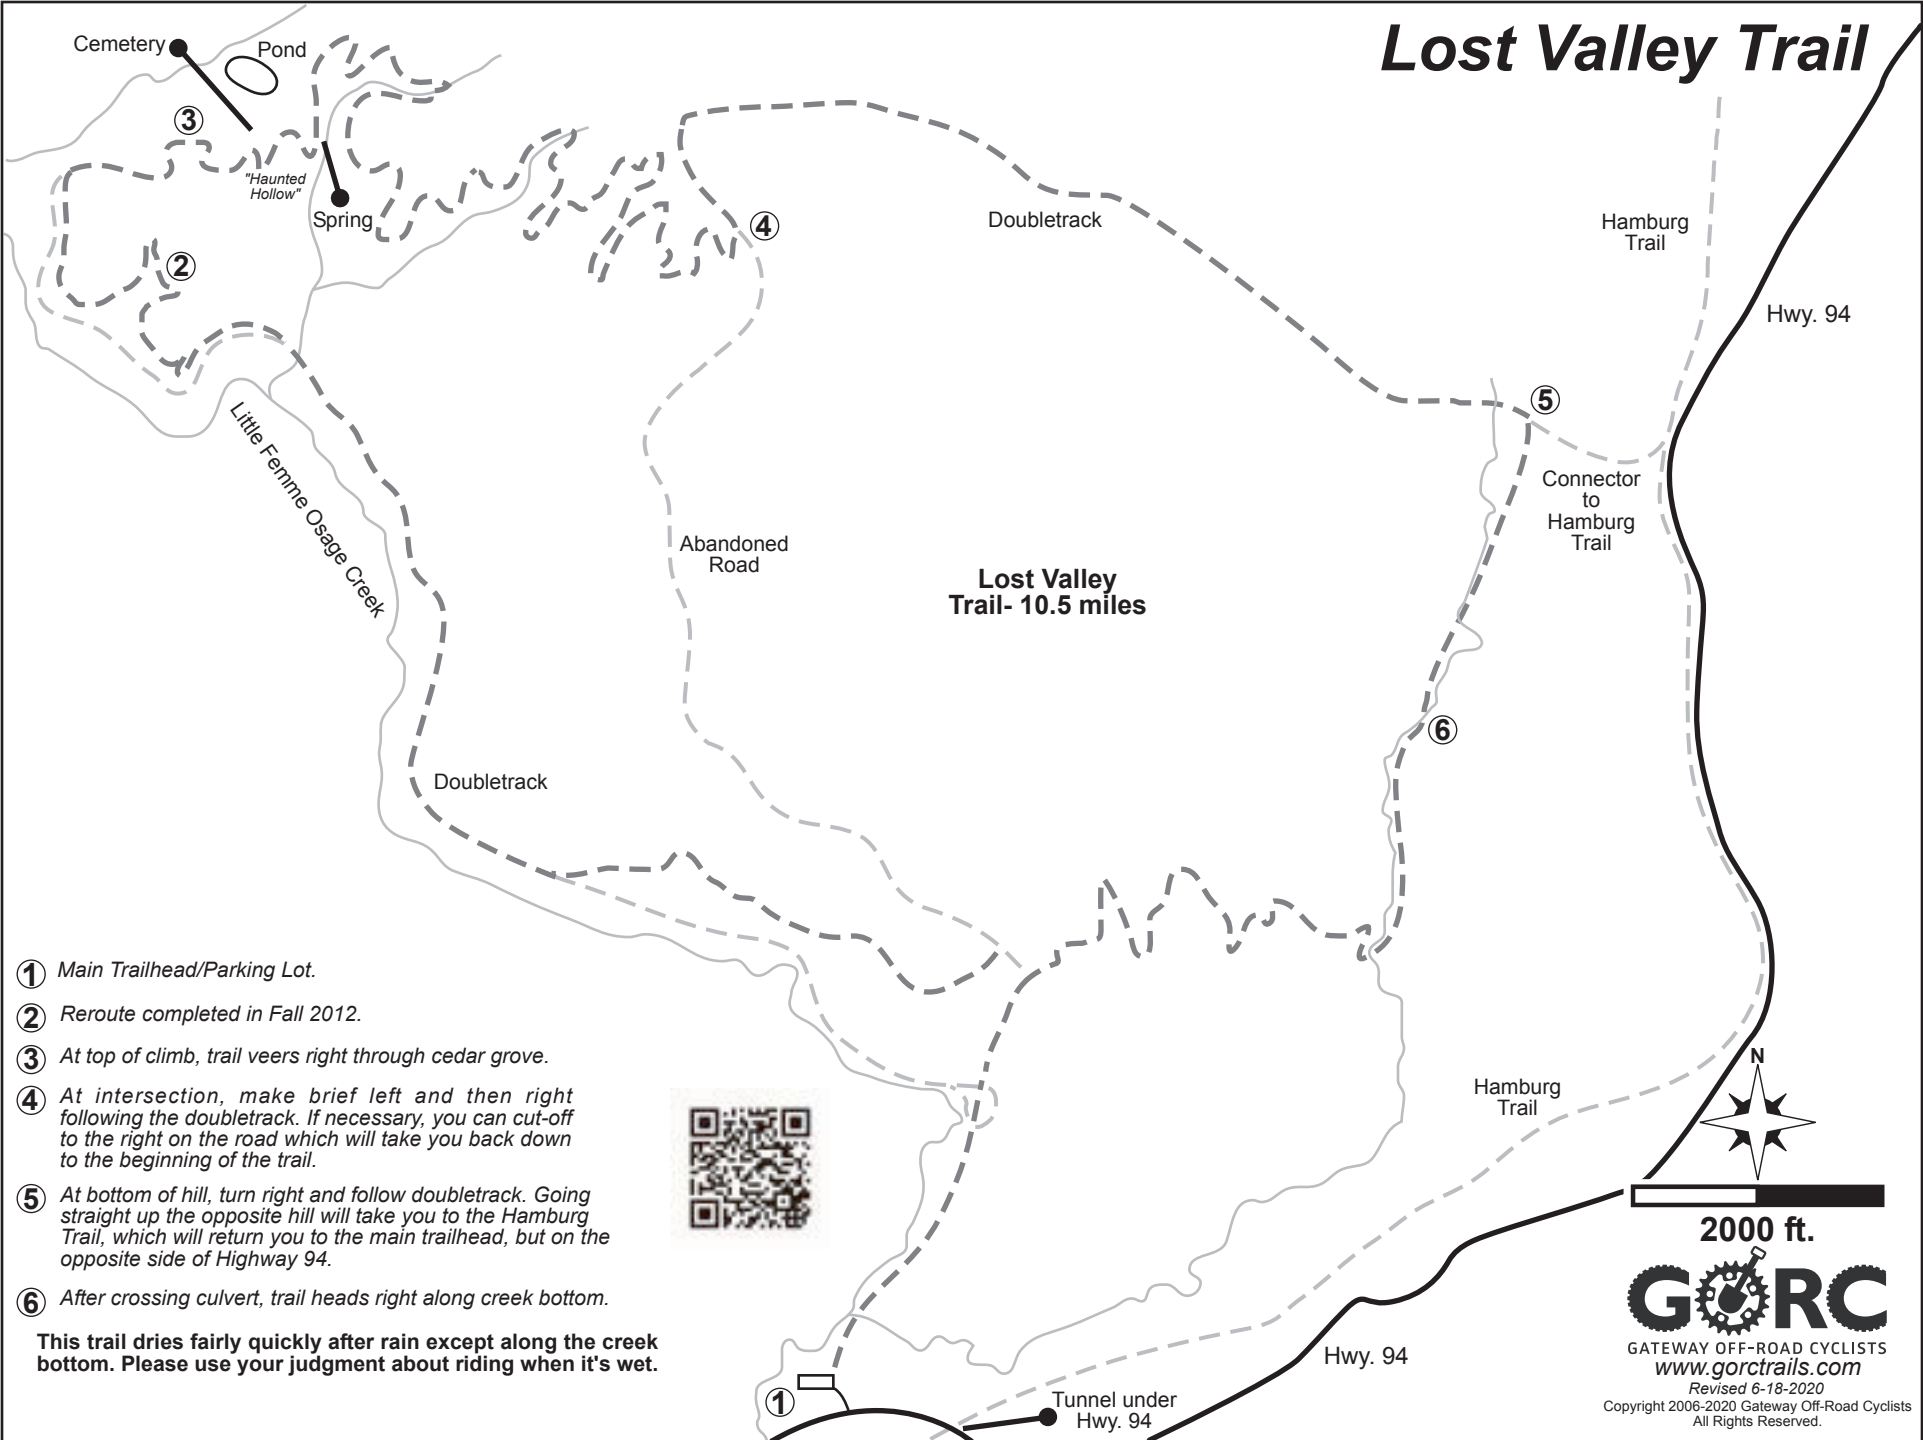 Lost Valley Trail
Cemetery
Pond
3
"Haunted
Hollow"
Spring
2
4
Doubletrack
Hamburg
Trail
Hwy. 94
5
Connector
to
Hamburg
Trail
Little Femme Osage Creek
Abandoned
Road
Lost Valley
Trail- 10.5 miles
6
Doubletrack
1 Main Trailhead/Parking Lot.
2 Reroute completed in Fall 2012.
3 At top of climb, trail veers right through cedar grove.
4 At intersection, make brief left and then right
following the doubletrack. If necessary, you can cut-off
to the right on the road which will take you back down
to the beginning of the trail.
5 At bottom of hill, turn right and follow doubletrack. Going
straight up the opposite hill will take you to the Hamburg
Trail, which will return you to the main trailhead, but on the
opposite side of Highway 94.
6 After crossing culvert, trail heads right along creek bottom.
This trail dries fairly quickly after rain except along the creek
bottom. Please use your judgment about riding when it's wet.
Hamburg
Trail
N
2000 ft.
GORC
GATEWAY OFF-ROAD CYCLISTS
www.gorctrails.com
Revised 6-18-2020
Copyright 2006-2020 Gateway Off-Road Cyclists
All Rights Reserved.
Hwy. 94
1
Tunnel under
Hwy. 94